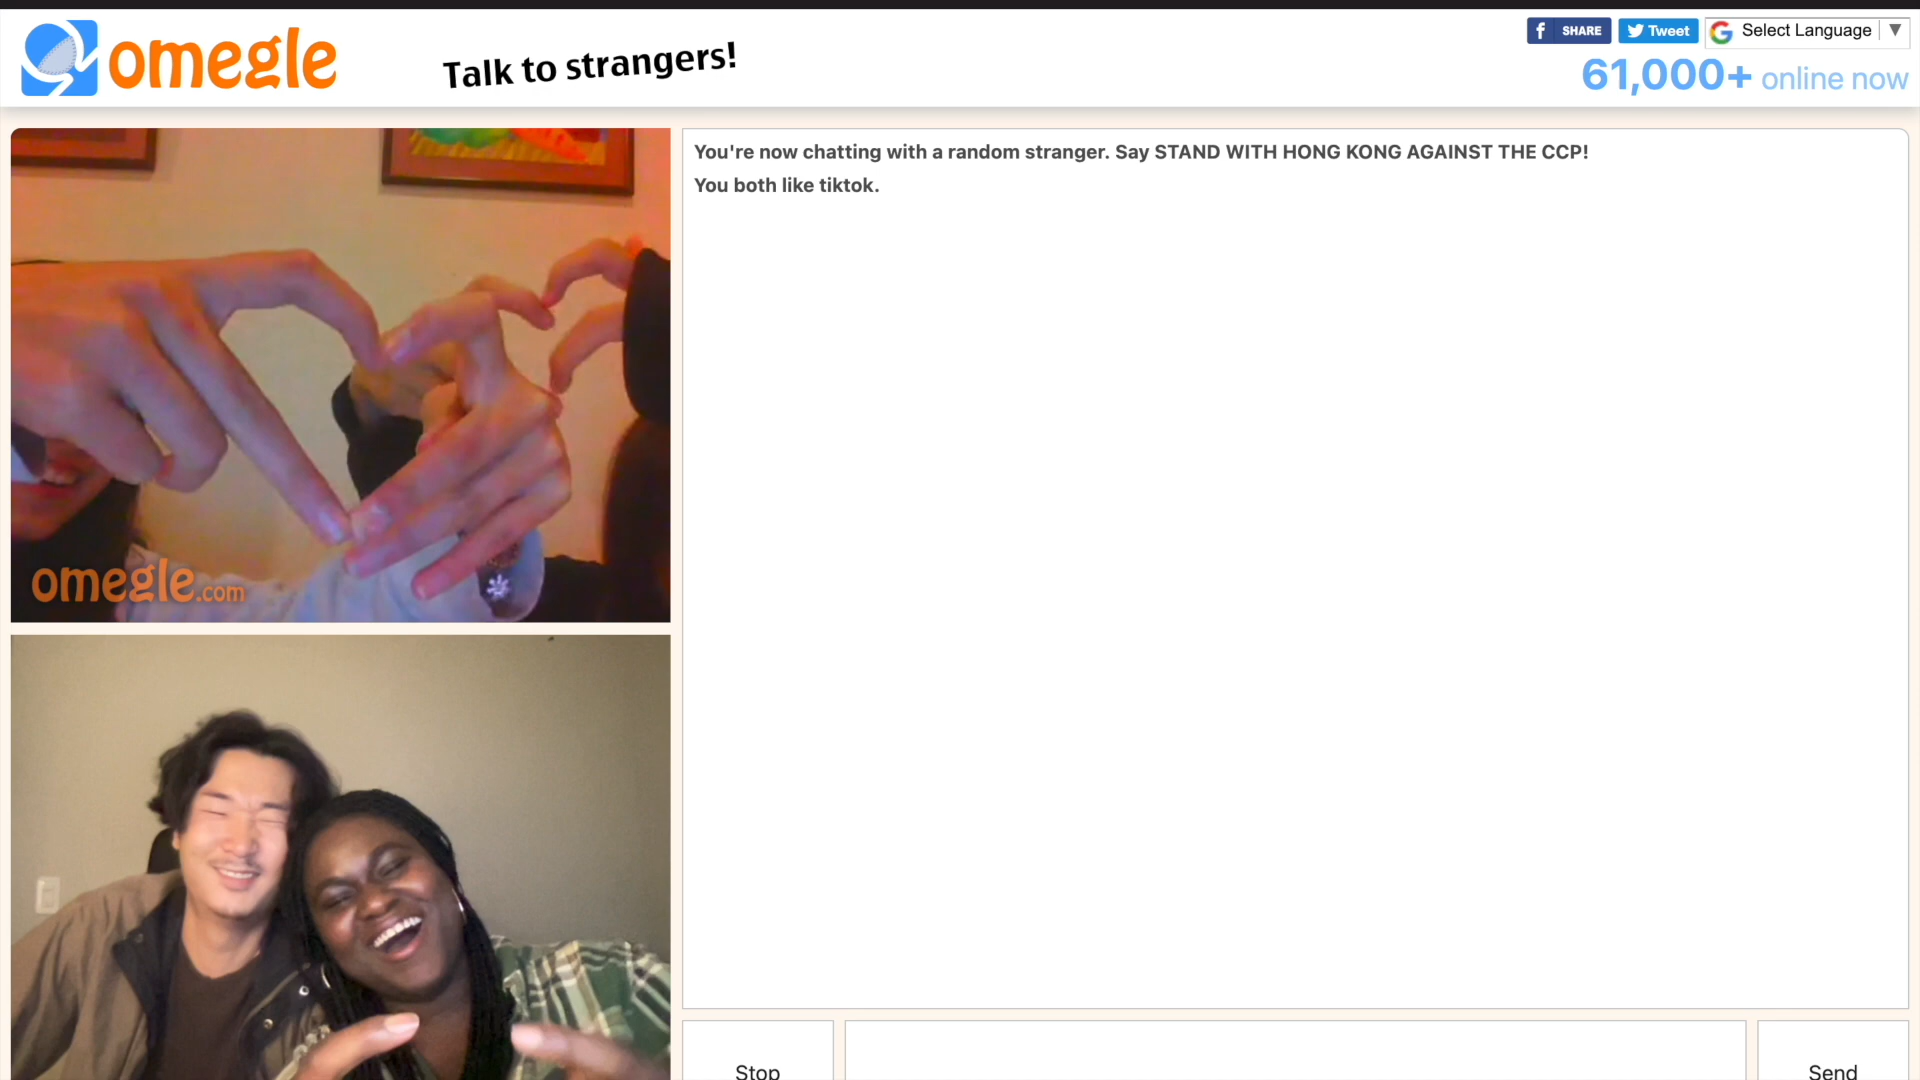 omegle
Talk to strangers!
f SHARE
Tweet
G Select Language ▼
61,000+ online now
You're now chatting with a random stranger. Say STAND WITH HONG KONG AGAINST THE CCP!
You both like tiktok.
omegle.com
Stop
Send